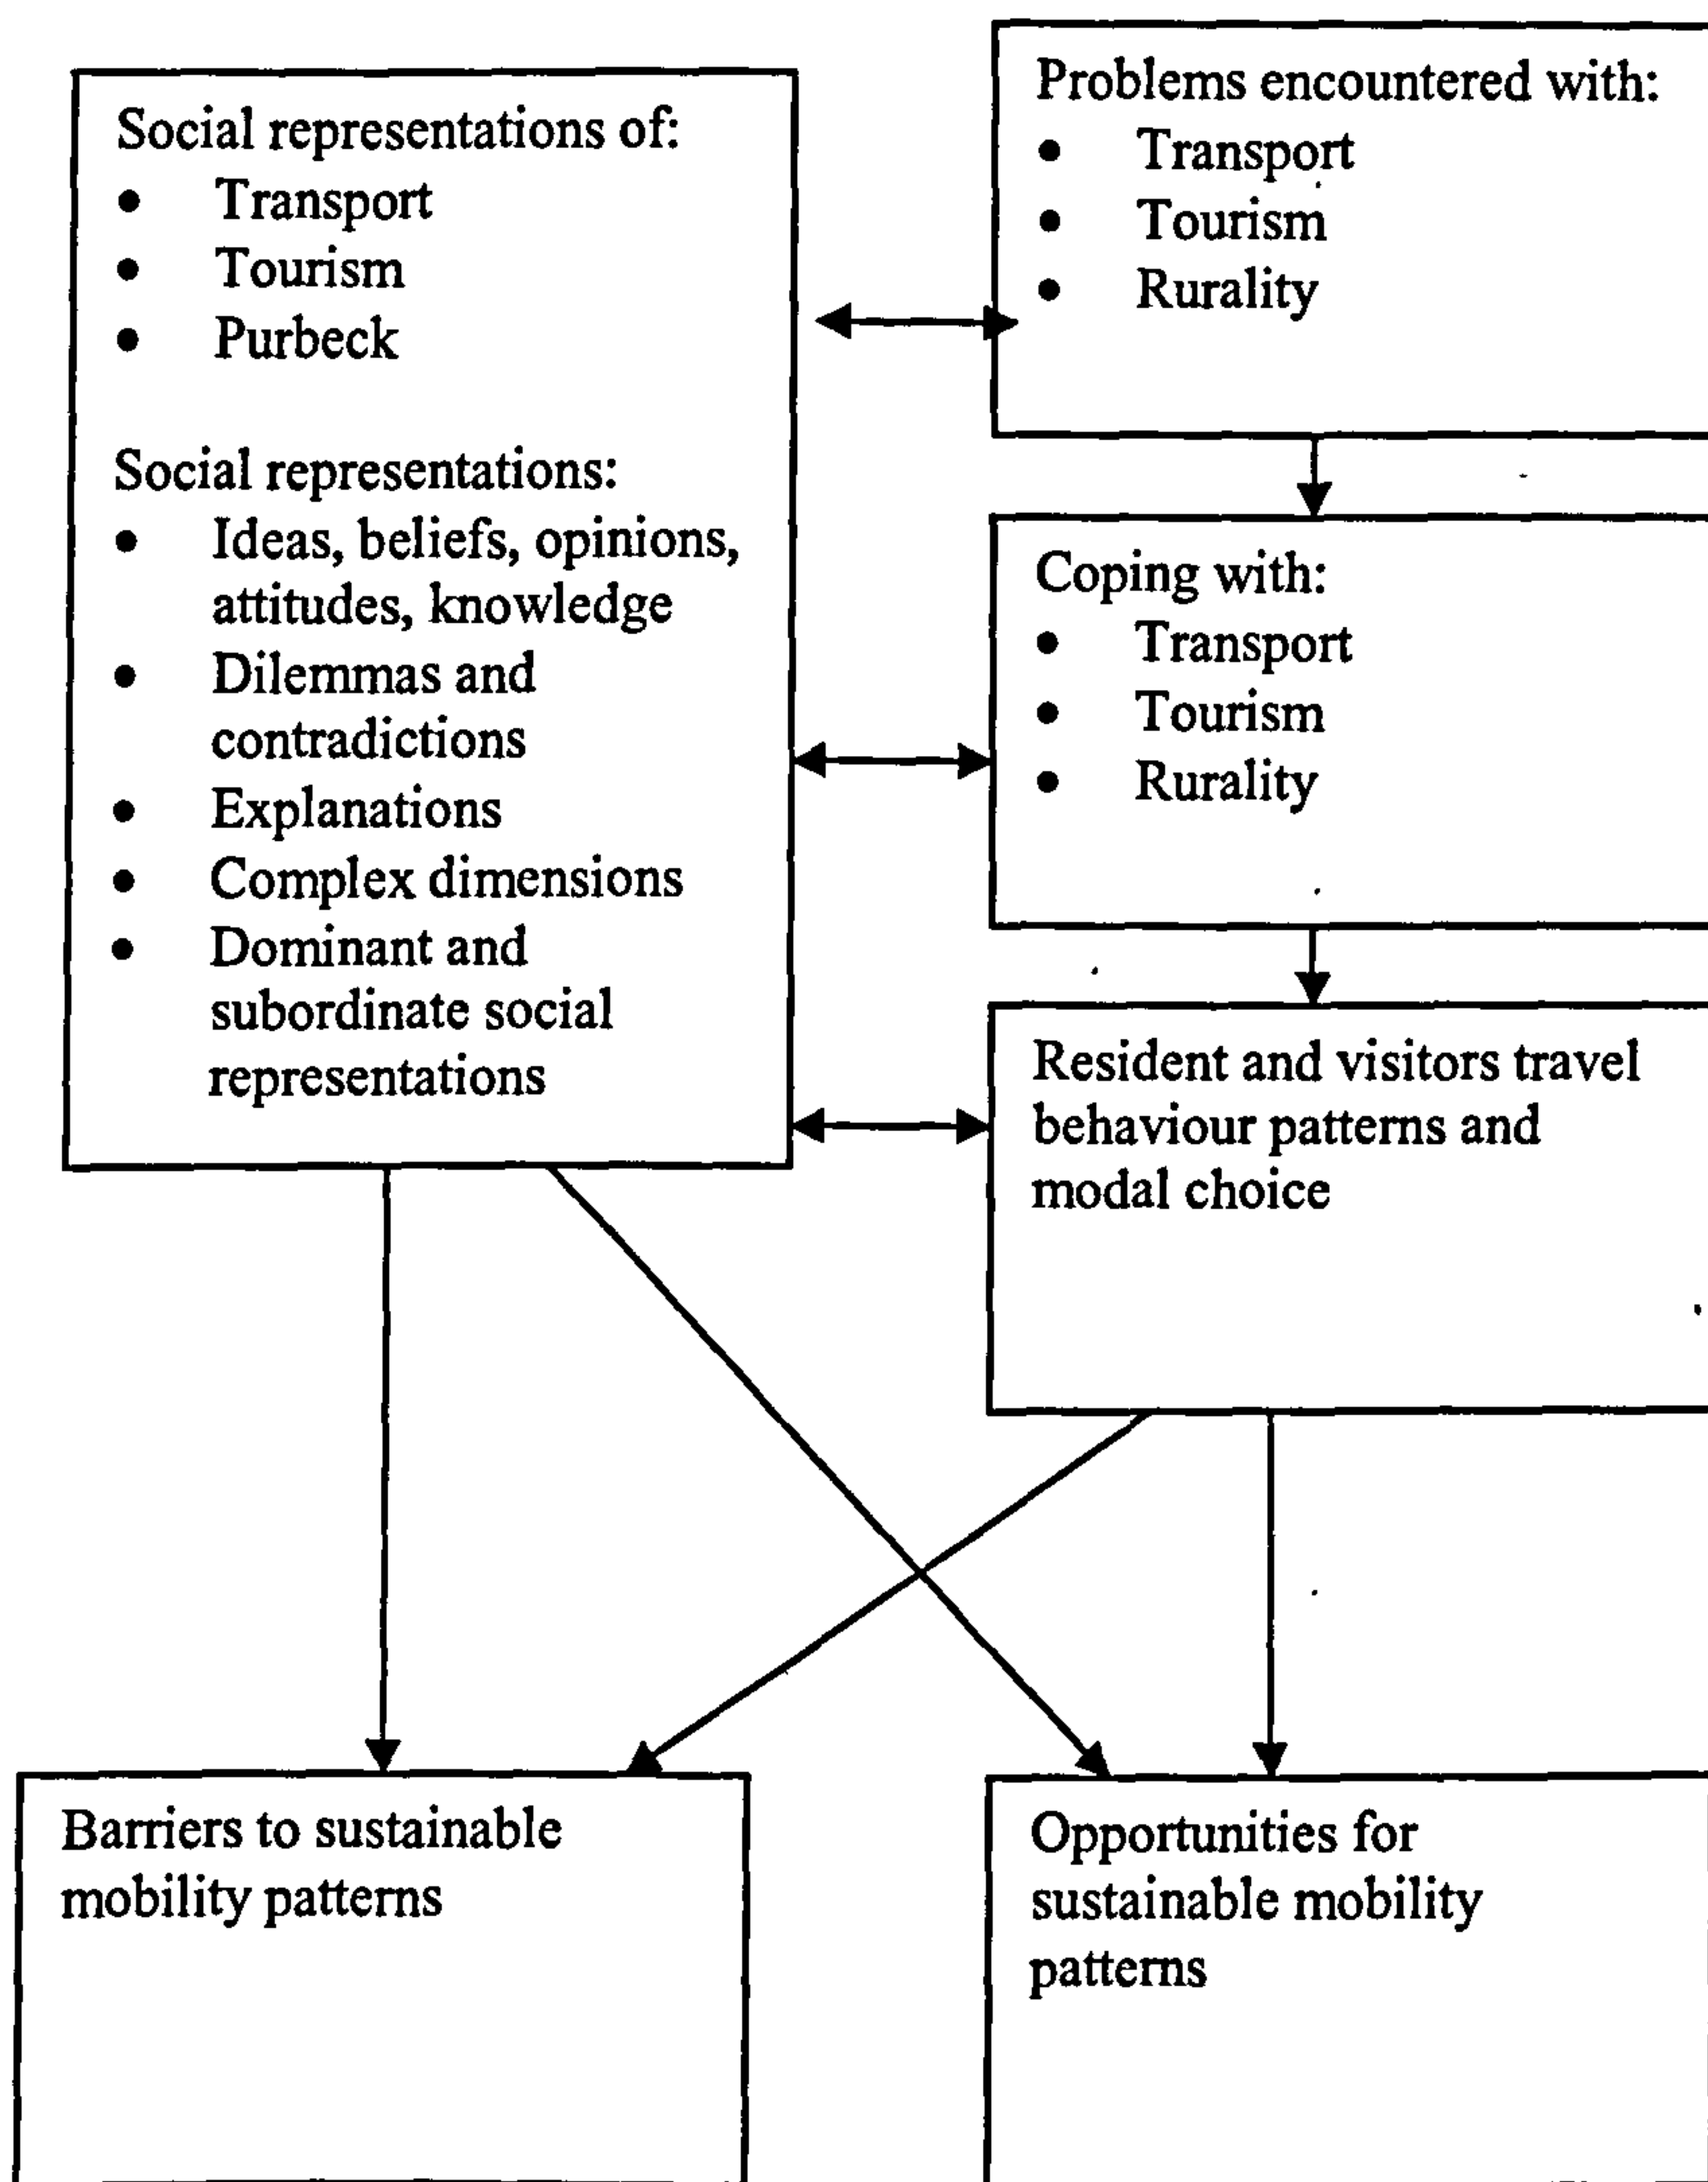 Social representations of:
• Transport
• Tourism
• Purbeck
Social representations:
• Ideas, beliefs, opinions,
attitudes, knowledge
• Dilemmas and
contradictions
• Explanations
• Complex dimensions
• Dominant and
subordinate social
representations
Problems encountered with:
• Transport
• Tourism
• Rurality
Coping with:
• Transport
• Tourism
• Rurality
Resident and visitors travel
behaviour patterns and
modal choice
Barriers to sustainable
mobility patterns
Opportunities for
sustainable mobility
patterns